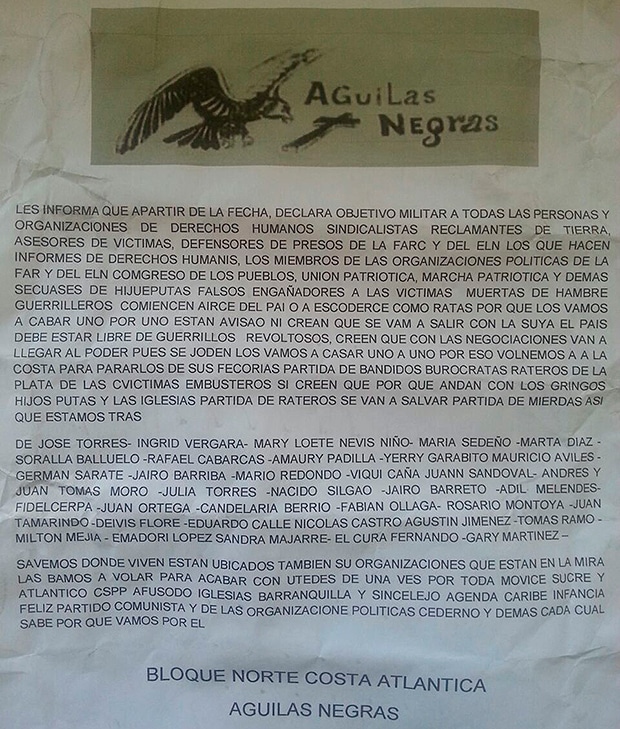 AGuiLas
NEgras
LES INFORMA QUE APARTIR DE LA FECHA, DECLARA OBJETIVO MILITAR A TODAS LAS PERSONAS Y
ORGANIZACIONES DE DERECHOS HUMANOS SINDICALISTAS RECLAMANTES DE TIERRA,
ASESORES DE VICTIMAS, DEFENSORES DE PRESOS DE LA FARC Y DEL ELN LOS QUE HACEN
INFORMES DE DERECHOS HUMANIS, LOS MIEMBROS DE LAS ORGANIZACIONES POLITICAS DE LA
FAR Y DEL ELN COMGRESO DE LOS PUEBLOS, UNION PATRIOTICA, MARCHA PATRIOTICA Y DEMAS
SECUASES DE HIJUEPUTAS FALSOS ENGAÑADORES A LAS VICTIMAS MUERTAS DE HAMBRE
GUERRILLEROS COMIENCEN AIRCE DEL PAI O A ESCODERCE COMO RATAS POR QUE LOS VAMOS
A CABAR UNO POR UNO ESTAN AVISAO NI CREAN QUE SE VAM A SALIR CON LA SUYA EL PAIS
DEBE ESTAR LIBRE DE GUERRILLOS REVOLTOSOS, CREEN QUE CON LAS NEGOCIACIONES VAN A
LLEGAR AL PODER PUES SE JODEN LOS VAMOS A CASAR UNO A UNO POR ESO VOLNEMOS A A LA
COSTA PARA PARARLOS DE SUS FECORIAS PARTIDA DE BANDIDOS BUROCRATAS RATEROS DE LA
PLATA DE LAS CVICTIMAS EMBUSTEROS SI CREEN QUE POR QUE ANDAN CON LOS GRINGOS
HIJOS PUTAS Y LAS IGLESIAS PARTIDA DE RATEROS SE VAN A SALVAR PARTIDA DE MIERDAS ASI
QUE ESTAMOS TRAS
DE JOSE TORRES- INGRID VERGARA- MARY LOETE NEVIS NIÑO- MARIA SEDEÑO -MARTA DIAZ -
SORALLA BALLUELO -RAFAEL CABARCAS -AMAURY PADILLA -YERRY GARABITO MAURICIO AVILES -
GERMAN SARATE -JAIRO BARRIBA -MARIO REDONDO -VIQUI CAÑA JUANN SANDOVAL- ANDRES Y
JUAN TOMAS MORO -JULIA TORRES -NACIDO SILGAO -JAIRO BARRETO -ADIL MELENDES-
FIDELCERPA -JUAN ORTEGA -CANDELARIA BERRIO -FABIAN OLLAGA- ROSARIO MONTOYA -JUAN
TAMARINDO -DEIVIS FLORE -EDUARDO CALLE NICOLAS CASTRO AGUSTIN JIMENEZ -TOMAS RAMO -
MILTON MEJIA - EMADORI LOPEZ SANDRA MAJARRE- EL CURA FERNANDO -GARY MARTINEZ –
SAVEMOS DONDE VIVEN ESTAN UBICADOS TAMBIEN SU ORGANIZACIONES QUE ESTAN EN LA MIRA
LAS BAMOS A VOLAR PARA ACABAR CON UTEDES DE UNA VES POR TODA MOVICE SUCRE Y
ATLANTICO CSPP AFUSODO IGLESIAS BARRANQUILLA Y SINCELEJO AGENDA CARIBE INFANCIA
FELIZ PARTIDO COMUNISTA Y DE LAS ORGANIZACIONE POLITICAS CEDERNO Y DEMAS CADA CUAL
SABE POR QUE VAMOS POR EL
BLOQUE NORTE COSTA ATLANTICA
AGUILAS NEGRAS